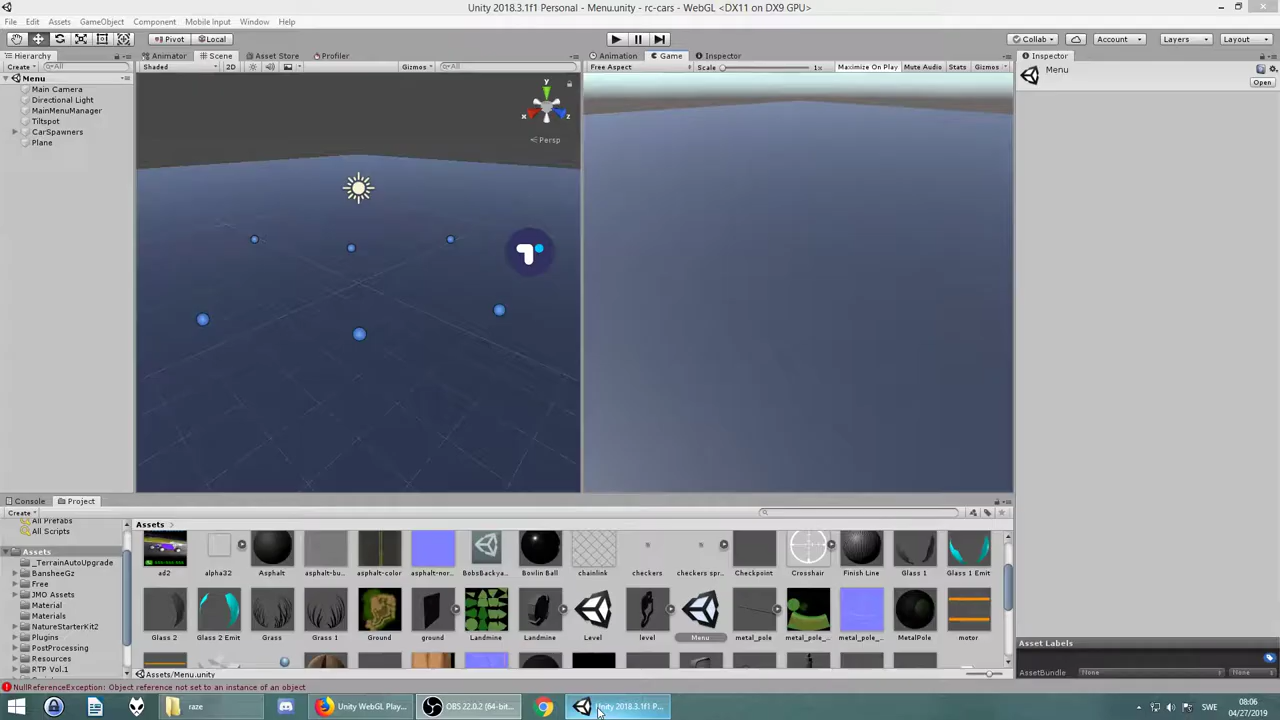 Unity 2018.3.1f1 Personal - Menu.unity - rc-cars - WebGL <DX11 on DX9 GPU>
File Edit Assets GameObject Component Mobile Input Window Help
Pivot Local Collab Account Layers Layout
Hierarchy Animator Scene Asset Store Profiler Animation Game Inspector Inspector
Create All Shaded 2D Gizmos All Free Aspect Scale 1x Maximize On Play Mute Audio Stats Gizmos
Menu
Main Camera
Directional Light
MainMenuManager
Tiltspot
CarSpawners
Plane
y
x z
Persp
Menu
Open
Console Project
Create
All Prefabs
All Scripts
Assets
_TerrainAutoUpgrade
BansheeGz
Free
JMO Assets
Material
Materials
NatureStarterKit2
Plugins
PostProcessing
Resources
RTP Vol.1
Assets
ad2 alpha32 Asphalt asphalt-bu... asphalt-color asphalt-nor... BobsBackya... Bovlin Ball chainlink checkers checkers spr... Checkpoint Crosshair Finish Line Glass 1 Glass 1 Emit
Glass 2 Glass 2 Emit Grass Grass 1 Ground ground Landmine Landmine Level level Menu metal_pole metal_pole_... metal_pole_... MetalPole motor
Assets/Menu.unity
Asset Labels
AssetBundle None None
NullReferenceException: Object reference not set to an instance of an object
raze Unity WebGL Play... OBS 22.0.2 (64-bit... Unity 2018.3.1f1 P...
SWE
08:06
04/27/2019